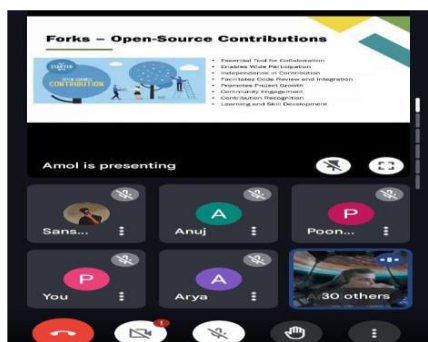 Forks – Open-Source Contributions
• Essential Tool for Collaboration
• Enables Wide Participation
• Independence in Contribution
• Facilitates Code Review and Integration
• Promotes Project Growth
• Community Engagement
• Contribution Recognition
• Learning and Skill Development
CONTRIBUTION
Amol is presenting
Sans...
A
Anuj
P
Poon...
P
You
A
Arya
30 others